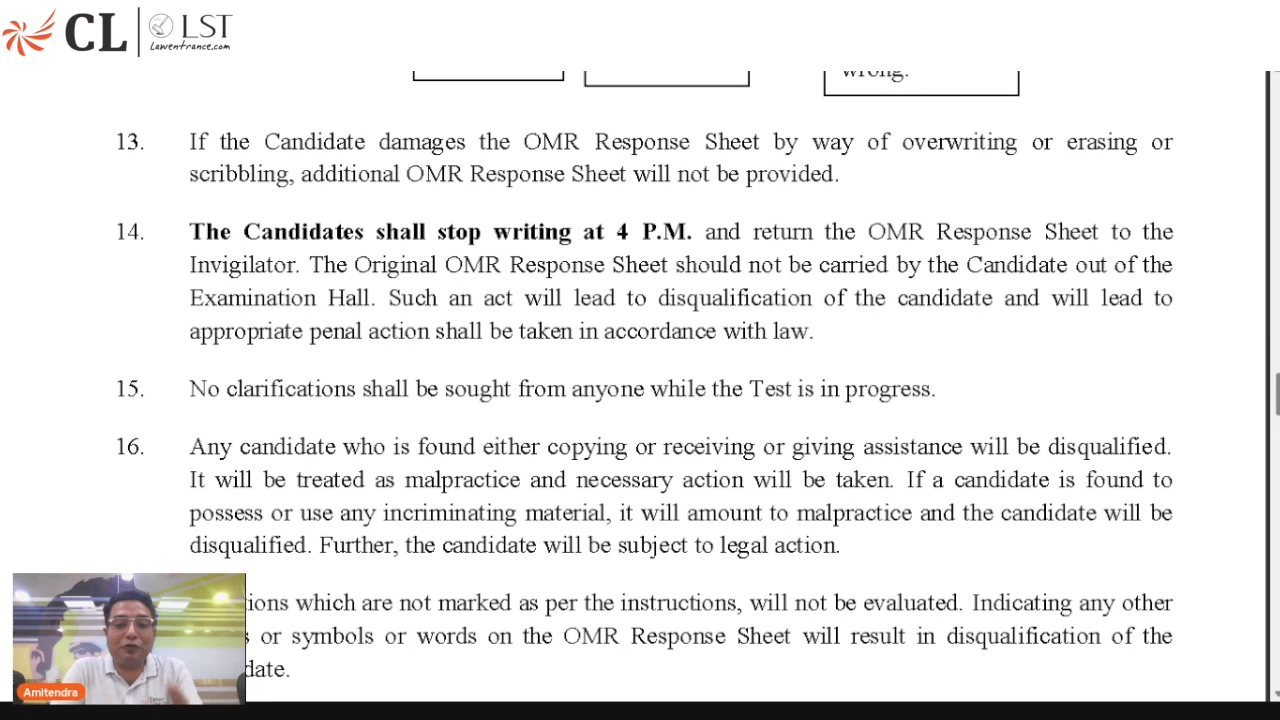 CL LST
Lawentrance.com
wrong.
13. If the Candidate damages the OMR Response Sheet by way of overwriting or erasing or
scribbling, additional OMR Response Sheet will not be provided.
14. The Candidates shall stop writing at 4 P.M. and return the OMR Response Sheet to the
Invigilator. The Original OMR Response Sheet should not be carried by the Candidate out of the
Examination Hall. Such an act will lead to disqualification of the candidate and will lead to
appropriate penal action shall be taken in accordance with law.
15. No clarifications shall be sought from anyone while the Test is in progress.
16. Any candidate who is found either copying or receiving or giving assistance will be disqualified.
It will be treated as malpractice and necessary action will be taken. If a candidate is found to
possess or use any incriminating material, it will amount to malpractice and the candidate will be
disqualified. Further, the candidate will be subject to legal action.
tions which are not marked as per the instructions, will not be evaluated. Indicating any other
or symbols or words on the OMR Response Sheet will result in disqualification of the
date.
Amitendra